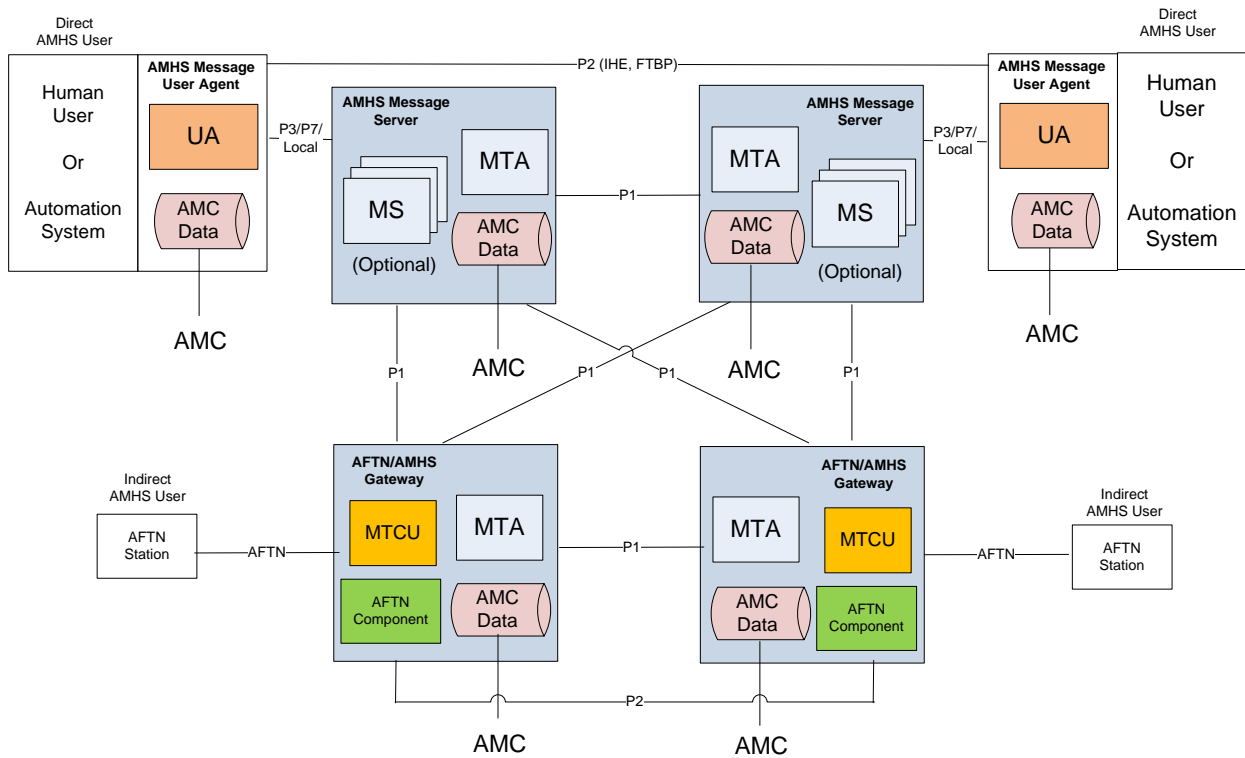 Direct
AMHS User
Direct
AMHS User
Human
User
Or
Automation
System
AMHS Message
User Agent
UA
AMC
Data
AMC
P2 (IHE, FTBP)
P3/P7/
Local
AMHS Message
Server
MTA
MS
(Optional)
AMC
Data
AMC
P1
AMHS Message
Server
MTA
MS
(Optional)
AMC
Data
AMC
P3/P7/
Local
AMHS Message
User Agent
UA
AMC
Data
AMC
Human
User
Or
Automation
System
P1
P1
P1
P1
Indirect
AMHS User
AFTN
Station
AFTN
AFTN/AMHS
Gateway
MTCU
MTA
AFTN
Component
AMC
Data
AMC
P1
P2
AFTN/AMHS
Gateway
MTA
MTCU
AMC
Data
AFTN
Component
AMC
AFTN
Indirect
AMHS User
AFTN
Station